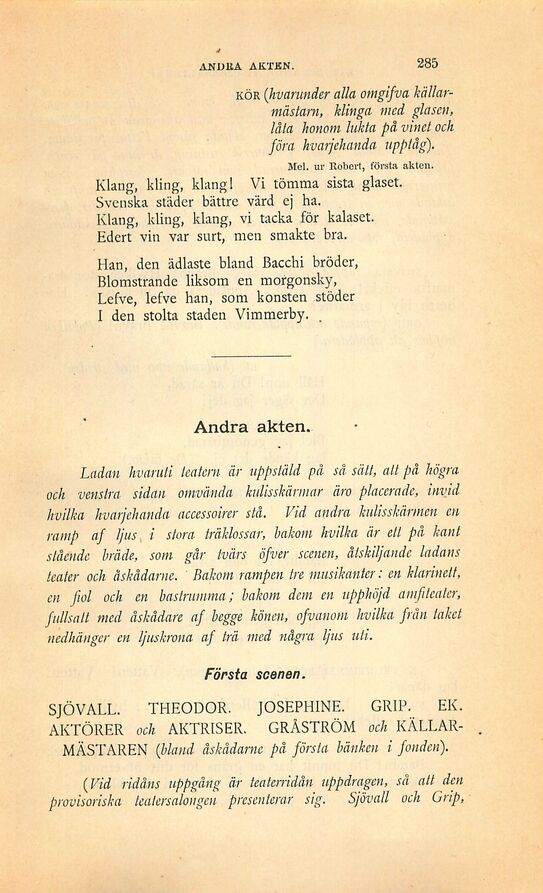 ANDRA AKTEN.
285
KÖR (hvarunder alla omgifva källar-
mästarn, klinga med glasen,
låta honom lukta på vinet och
föra hvarjehanda upptåg).
Mel. ur Robert, första akten.
Klang, kling, klang! Vi tömma sista glaset.
Svenska städer bättre värd ej ha.
Klang, kling, klang, vi tacka för kalaset.
Edert vin var surt, men smakte bra.
Han, den ädlaste bland Bacchi bröder,
Blomstrande liksom en morgonsky,
Lefve, lefve han, som konsten stöder
I den stolta staden Vimmerby.
Andra akten.
Ladan hvaruti teatern är uppstäld på så sätt, att på högra
och venstra sidan omvända kulisskärmar äro placerade, invid
hvilka hvarjehanda accessoirer stå. Vid andra kulisskärmen en
ramp af ljus i stora träklossar, bakom hvilka är ett på kant
stående bräde, som går tvärs öfver scenen, åtskiljande ladans
teater och åskådarne. Bakom rampen tre musikanter: en klarinett,
en fiol och en bastrumma; bakom dem en upphöjd amfiteater,
fullsatt med åskådare af begge könen, ofvanom hvilka från taket
nedhänger en ljuskrona af trä med några ljus uti.
Första scenen.
SJÖVALL. THEODOR. JOSEPHINE. GRIP. EK.
AKTÖRER och AKTRISER. GRÅSTRÖM och KÄLLAR-
MÄSTAREN (bland åskådarne på första bänken i fonden).
(Vid ridåns uppgång är teaterridån uppdragen, så att den
provisoriska teatersalongen presenterar sig. Sjövall och Grip,